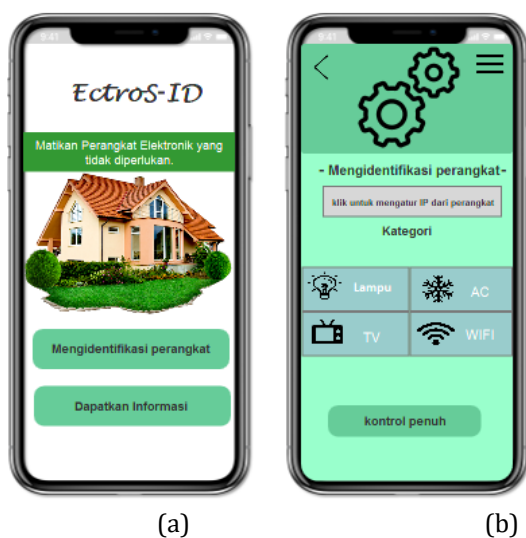 9:41
EctroS-ID
Matikan Perangkat Elektronik yang
tidak diperlukan.
Mengidentifikasi perangkat
Dapatkan Informasi
(a)
9:41
- Mengidentifikasi perangkat-
klik untuk mengatur IP dari perangkat
Kategori
Lampu
AC
TV
WIFI
kontrol penuh
(b)